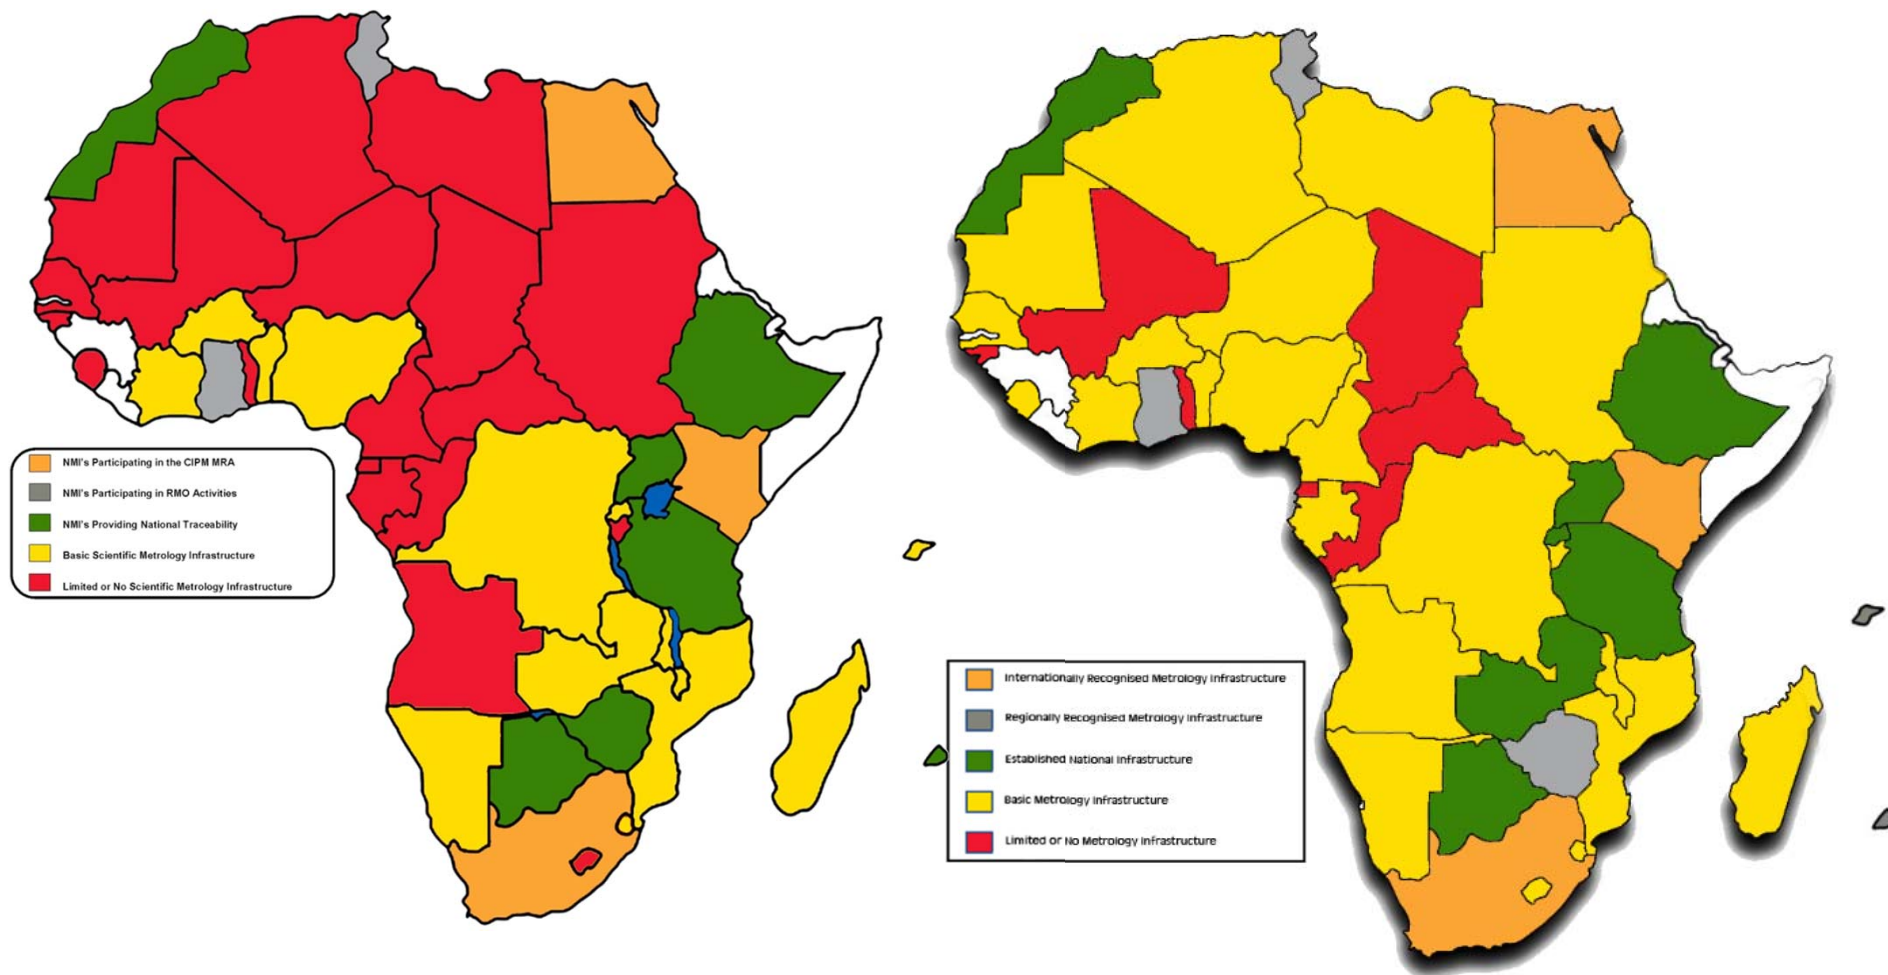 NMI's Participating in the CIPM MRA
NMI's Participating in RMO Activities
NMI's Providing National Traceability
Basic Scientific Metrology Infrastructure
Limited or No Scientific Metrology Infrastructure
Internationally Recognised Metrology Infrastructure
Regionally Recognised Metrology Infrastructure
Established National Infrastructure
Basic Metrology Infrastructure
Limited or No Metrology Infrastructure